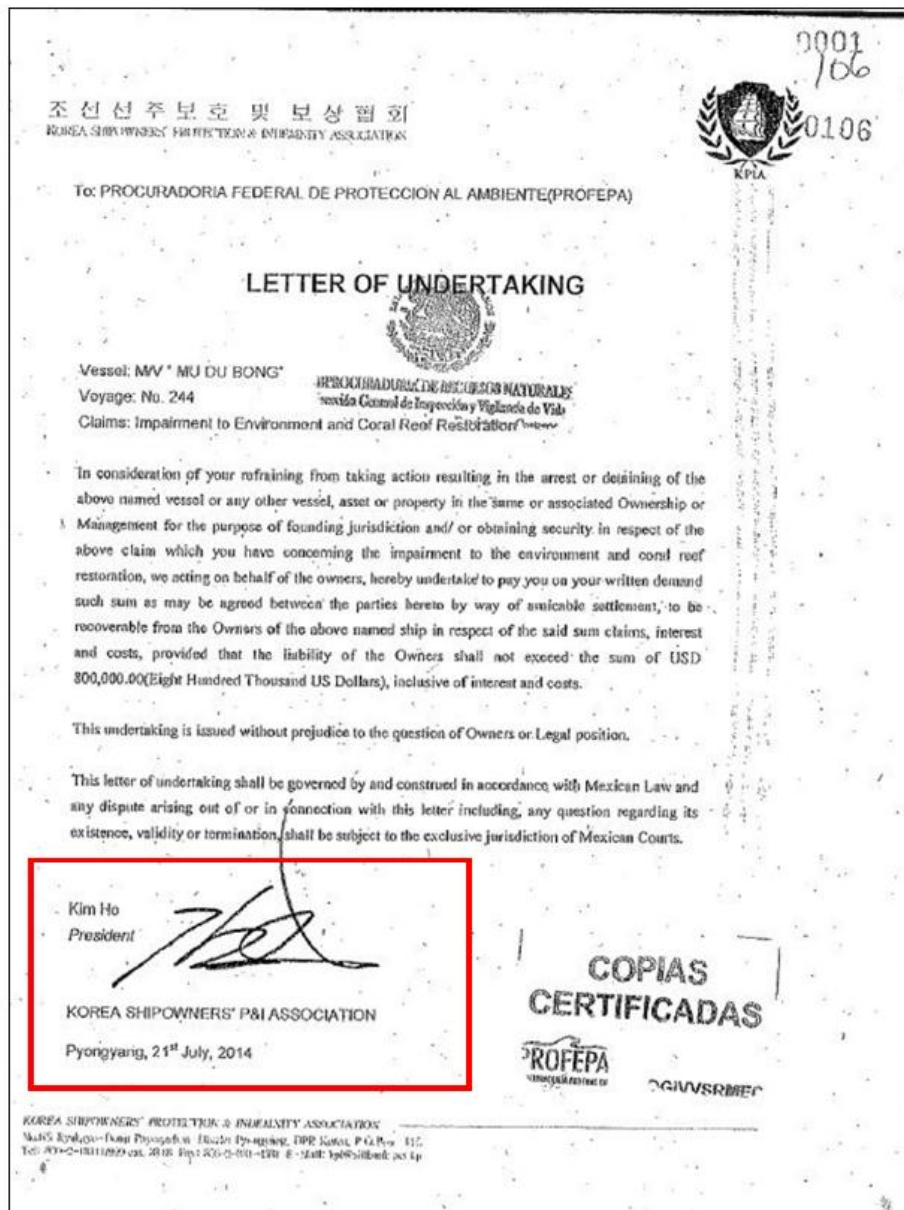 0001
106
0106
조선선주보호 및 보상협회
KOREA SHIPOWNERS' PROTECTION & INDEMNITY ASSOCIATION
KPIA
To: PROCURADORIA FEDERAL DE PROTECCION AL AMBIENTE(PROFEPA)
LETTER OF UNDERTAKING
Vessel: M/V " MU DU BONG"
Voyage: No. 244
Claims: Impairment to Environment and Coral Reef Restoration
BPROCURADURIA DE RECURSOS NATURALES
General de Inspección y Vigilancia de Vida
In consideration of your refraining from taking action resulting in the arrest or detaining of the
above named vessel or any other vessel, asset or property in the same or associated Ownership or
Management for the purpose of founding jurisdiction and/ or obtaining security in respect of the
above claim which you have concerning the impairment to the environment and coral reef
restoration, we acting on behalf of the owners, hereby undertake to pay you on your written demand
such sum as may be agreed between the parties hereto by way of amicable settlement, to be
recoverable from the Owners of the above named ship in respect of the said sum claims, interest
and costs, provided that the liability of the Owners shall not exceed the sum of USD
800,000.00(Eight Hundred Thousand US Dollars), inclusive of interest and costs.
This undertaking is issued without prejudice to the question of Owners or Legal position.
This letter of undertaking shall be governed by and construed in accordance with Mexican Law and
any dispute arising out of or in connection with this letter including, any question regarding its
existence, validity or termination, shall be subject to the exclusive jurisdiction of Mexican Courts.
Kim Ho
President
KOREA SHIPOWNERS' P&I ASSOCIATION
Pyongyang, 21st July, 2014
COPIAS
CERTIFICADAS
PROFEPA
KOREA SHIPOWNERS' PROTECTION & INDEMNITY ASSOCIATION
DPR Korea, P.O.Box